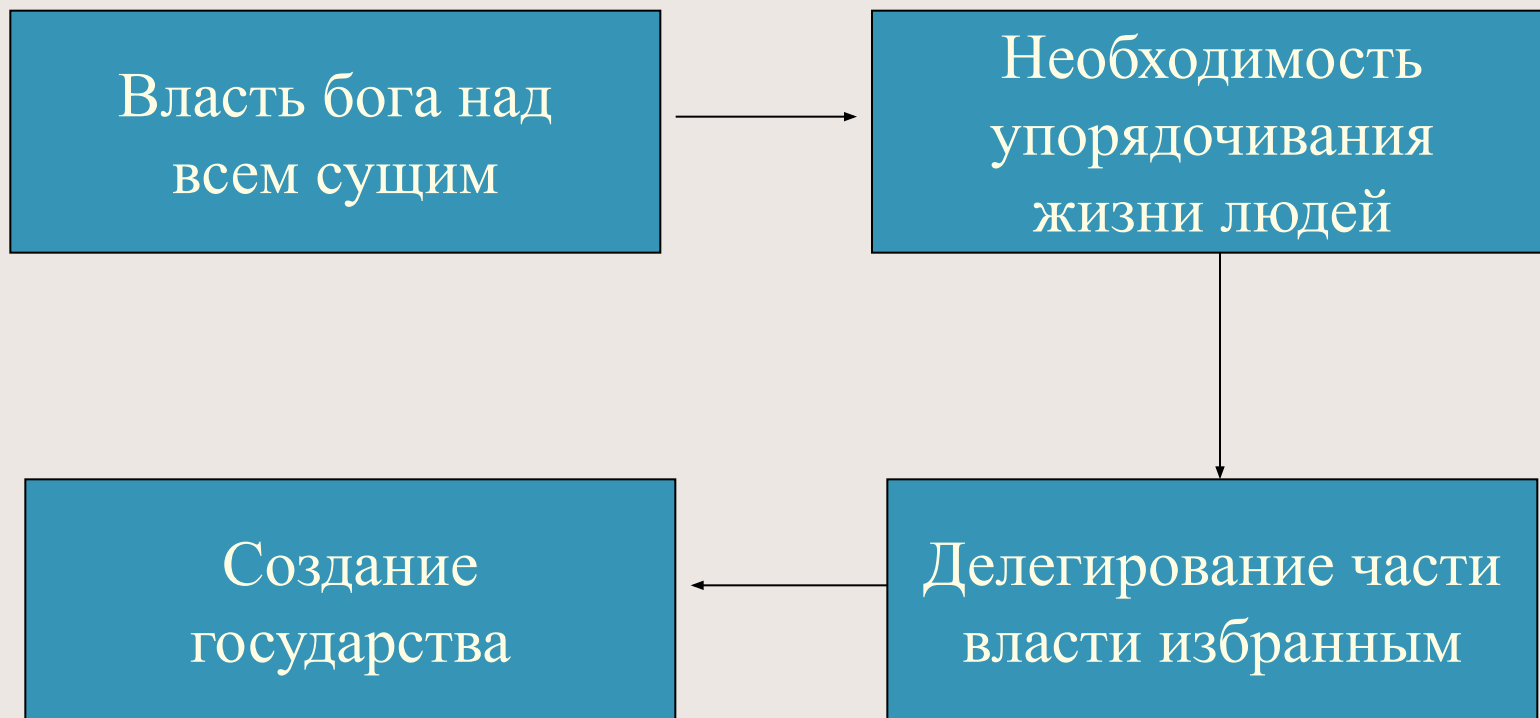 Власть бога над
всем сущим
Необходимость
упорядочивания
жизни людей
Делегирование части
власти избранным
Создание
государства